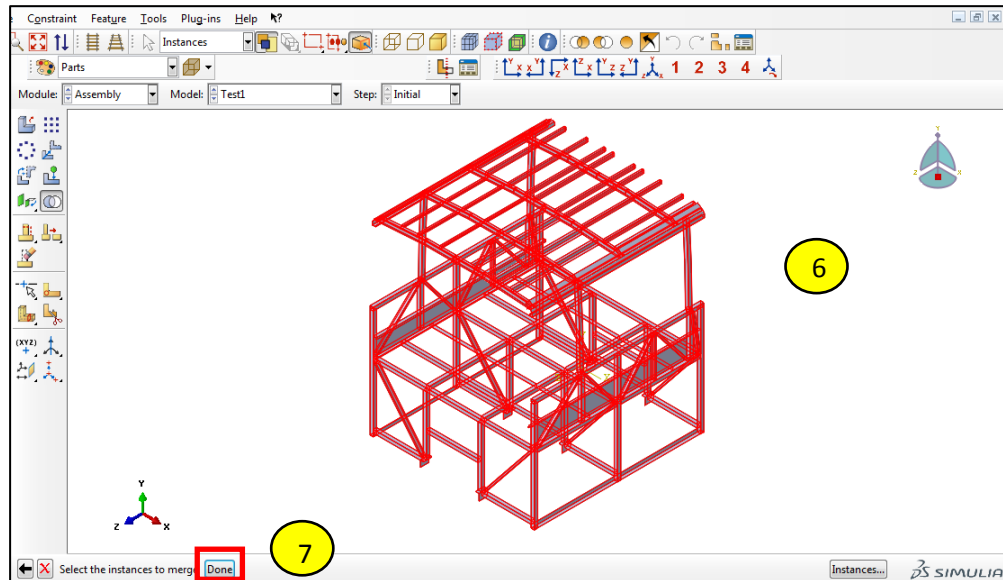 Constraint Feature Tools Plug-ins Help
Instances
Parts
1 2 3 4
Module: Assembly Model: Test1 Step: Initial
Y
Z
X
6
(XYZ)
Y
Z
X
7
Select the instances to merg Done
Instances...
SIMULIA